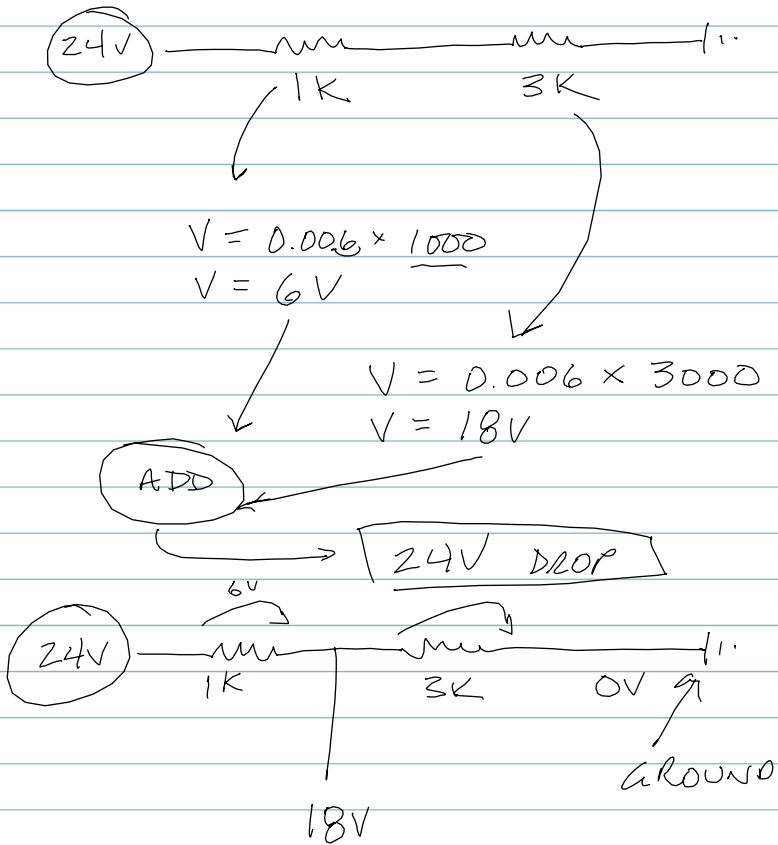 24V
1K 3K
V = 0.006 × 1000
V = 6V
V = 0.006 × 3000
V = 18V
ADD
24V DROP
6V
24V
1K 3K 0V
GROUND
18V